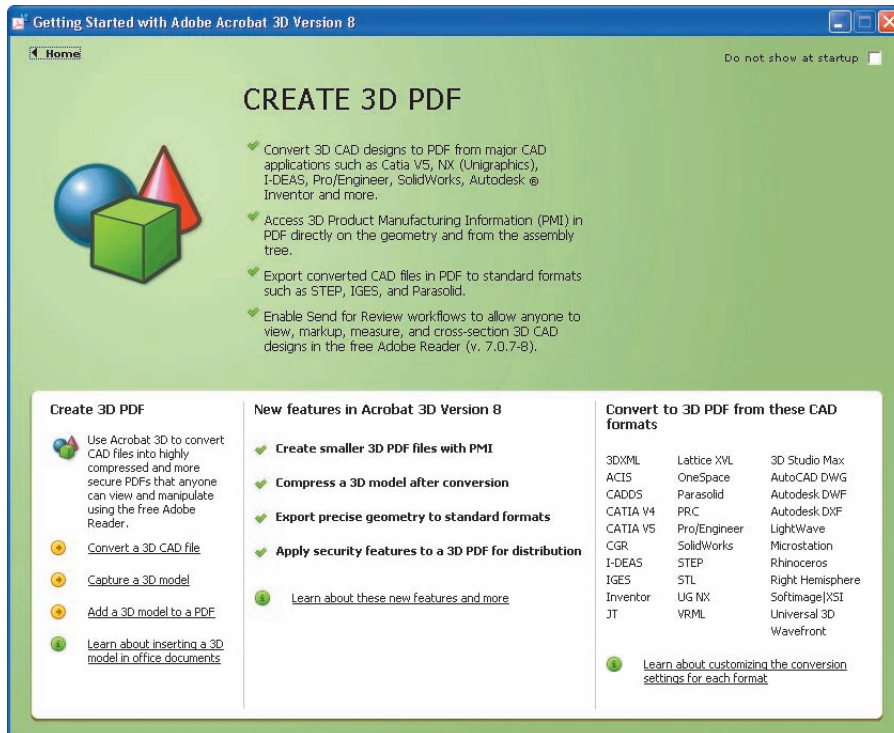 Getting Started with Adobe Acrobat 3D Version 8
Home
Do not show at startup
CREATE 3D PDF
Convert 3D CAD designs to PDF from major CAD
applications such as Catia V5, NX (Unigraphics),
I-DEAS, Pro/Engineer, SolidWorks, Autodesk ®
Inventor and more.
Access 3D Product Manufacturing Information (PMI) in
PDF directly on the geometry and from the assembly
tree.
Export converted CAD files in PDF to standard formats
such as STEP, IGES, and Parasolid.
Enable Send for Review workflows to allow anyone to
view, markup, measure, and cross-section 3D CAD
designs in the free Adobe Reader (v. 7.0.7-8).
Create 3D PDF
Use Acrobat 3D to convert
CAD files into highly
compressed and more
secure PDFs that anyone
can view and manipulate
using the free Adobe
Reader.
Convert a 3D CAD file
Capture a 3D model
Add a 3D model to a PDF
Learn about inserting a 3D
model in office documents
New features in Acrobat 3D Version 8
Create smaller 3D PDF files with PMI
Compress a 3D model after conversion
Export precise geometry to standard formats
Apply security features to a 3D PDF for distribution
Learn about these new features and more
Convert to 3D PDF from these CAD
formats
3DXML Lattice XVL 3D Studio Max
ACIS OneSpace AutoCAD DWG
CADDS Parasolid Autodesk DWF
CATIA V4 PRC Autodesk DXF
CATIA V5 Pro/Engineer LightWave
CGR SolidWorks Microstation
I-DEAS STEP Rhinoceros
IGES STL Right Hemisphere
Inventor UG NX Softimage|XSI
JT VRML Universal 3D
Wavefront
Learn about customizing the conversion
settings for each format